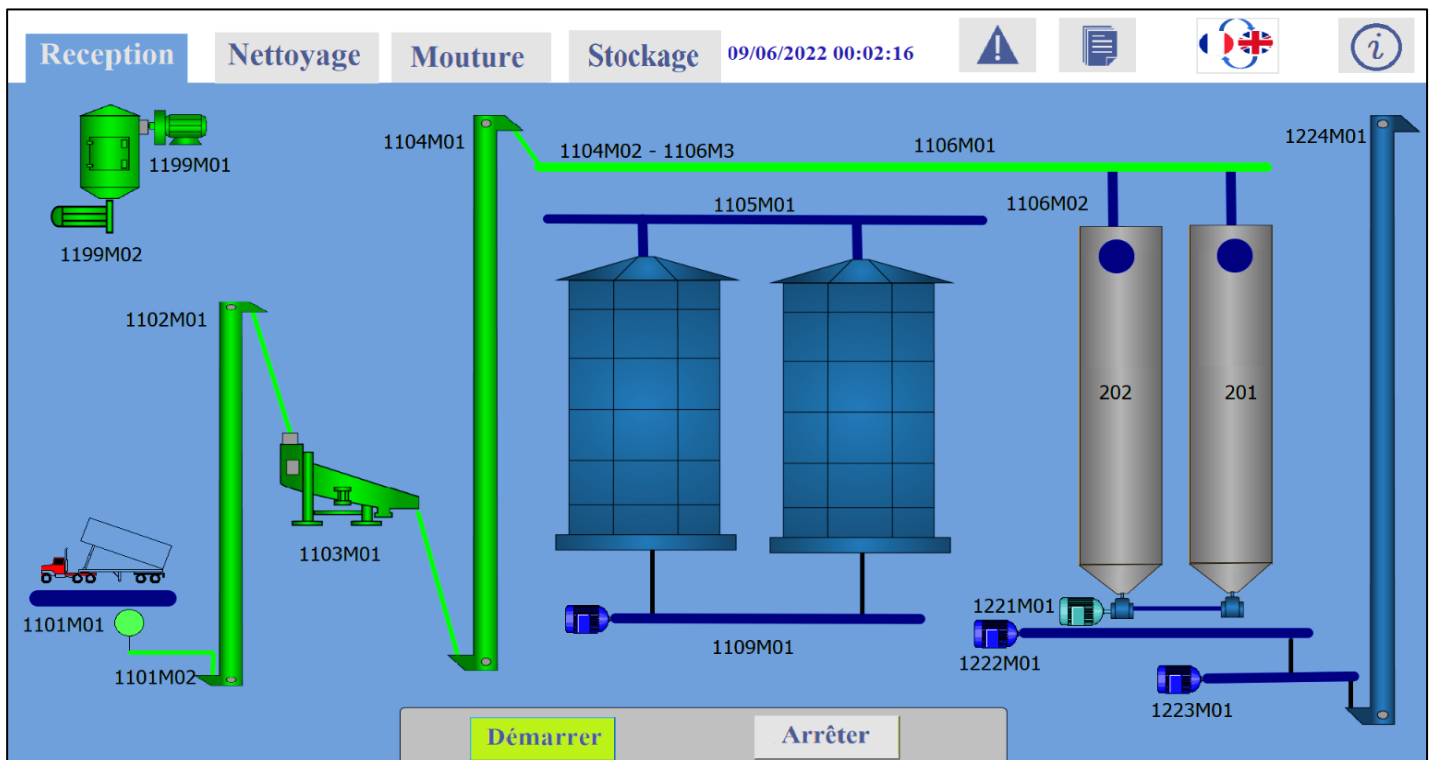 Reception Nettoyage Mouture Stockage 09/06/2022 00:02:16 i
1104M01 1104M02 - 1106M3 1106M01 1224M01
1199M01
1105M01 1106M02
1199M02
1102M01
202 201
1103M01
1101M01 1221M01
1109M01 1222M01
1101M02
1223M01
Démarrer Arrêter